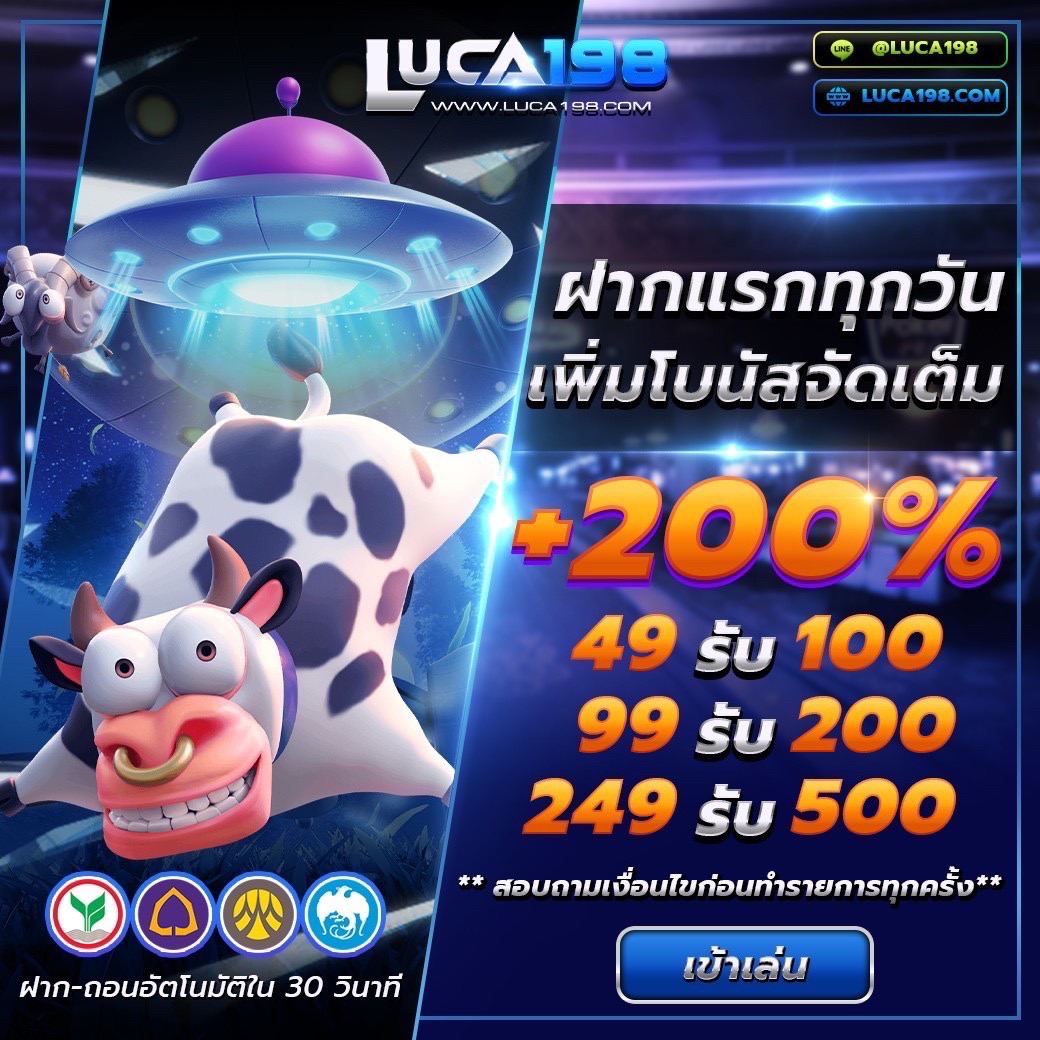 LUCA198
WWW.LUCA198.COM
LINE @LUCA198
LUCA198.COM
ฝากแรกทุกวัน
เพิ่มโบนัสจัดเต็ม
+200%
49 รับ 100
99 รับ 200
249 รับ 500
** สอบถามเงื่อนไขก่อนทำรายการทุกครั้ง**
เข้าเล่น
ฝาก-ถอนอัตโนมัติใน 30 วินาที